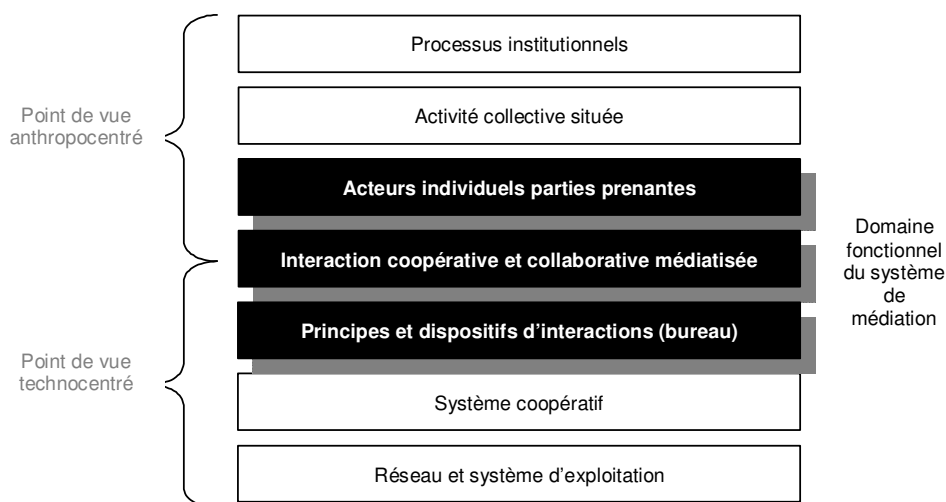 Processus institutionnels
Point de vue
anthropocentré
Activité collective située
Acteurs individuels parties prenantes
Interaction coopérative et collaborative médiatisée
Principes et dispositifs d'interactions (bureau)
Domaine
fonctionnel
du système
de
médiation
Point de vue
technocentré
Système coopératif
Réseau et système d'exploitation